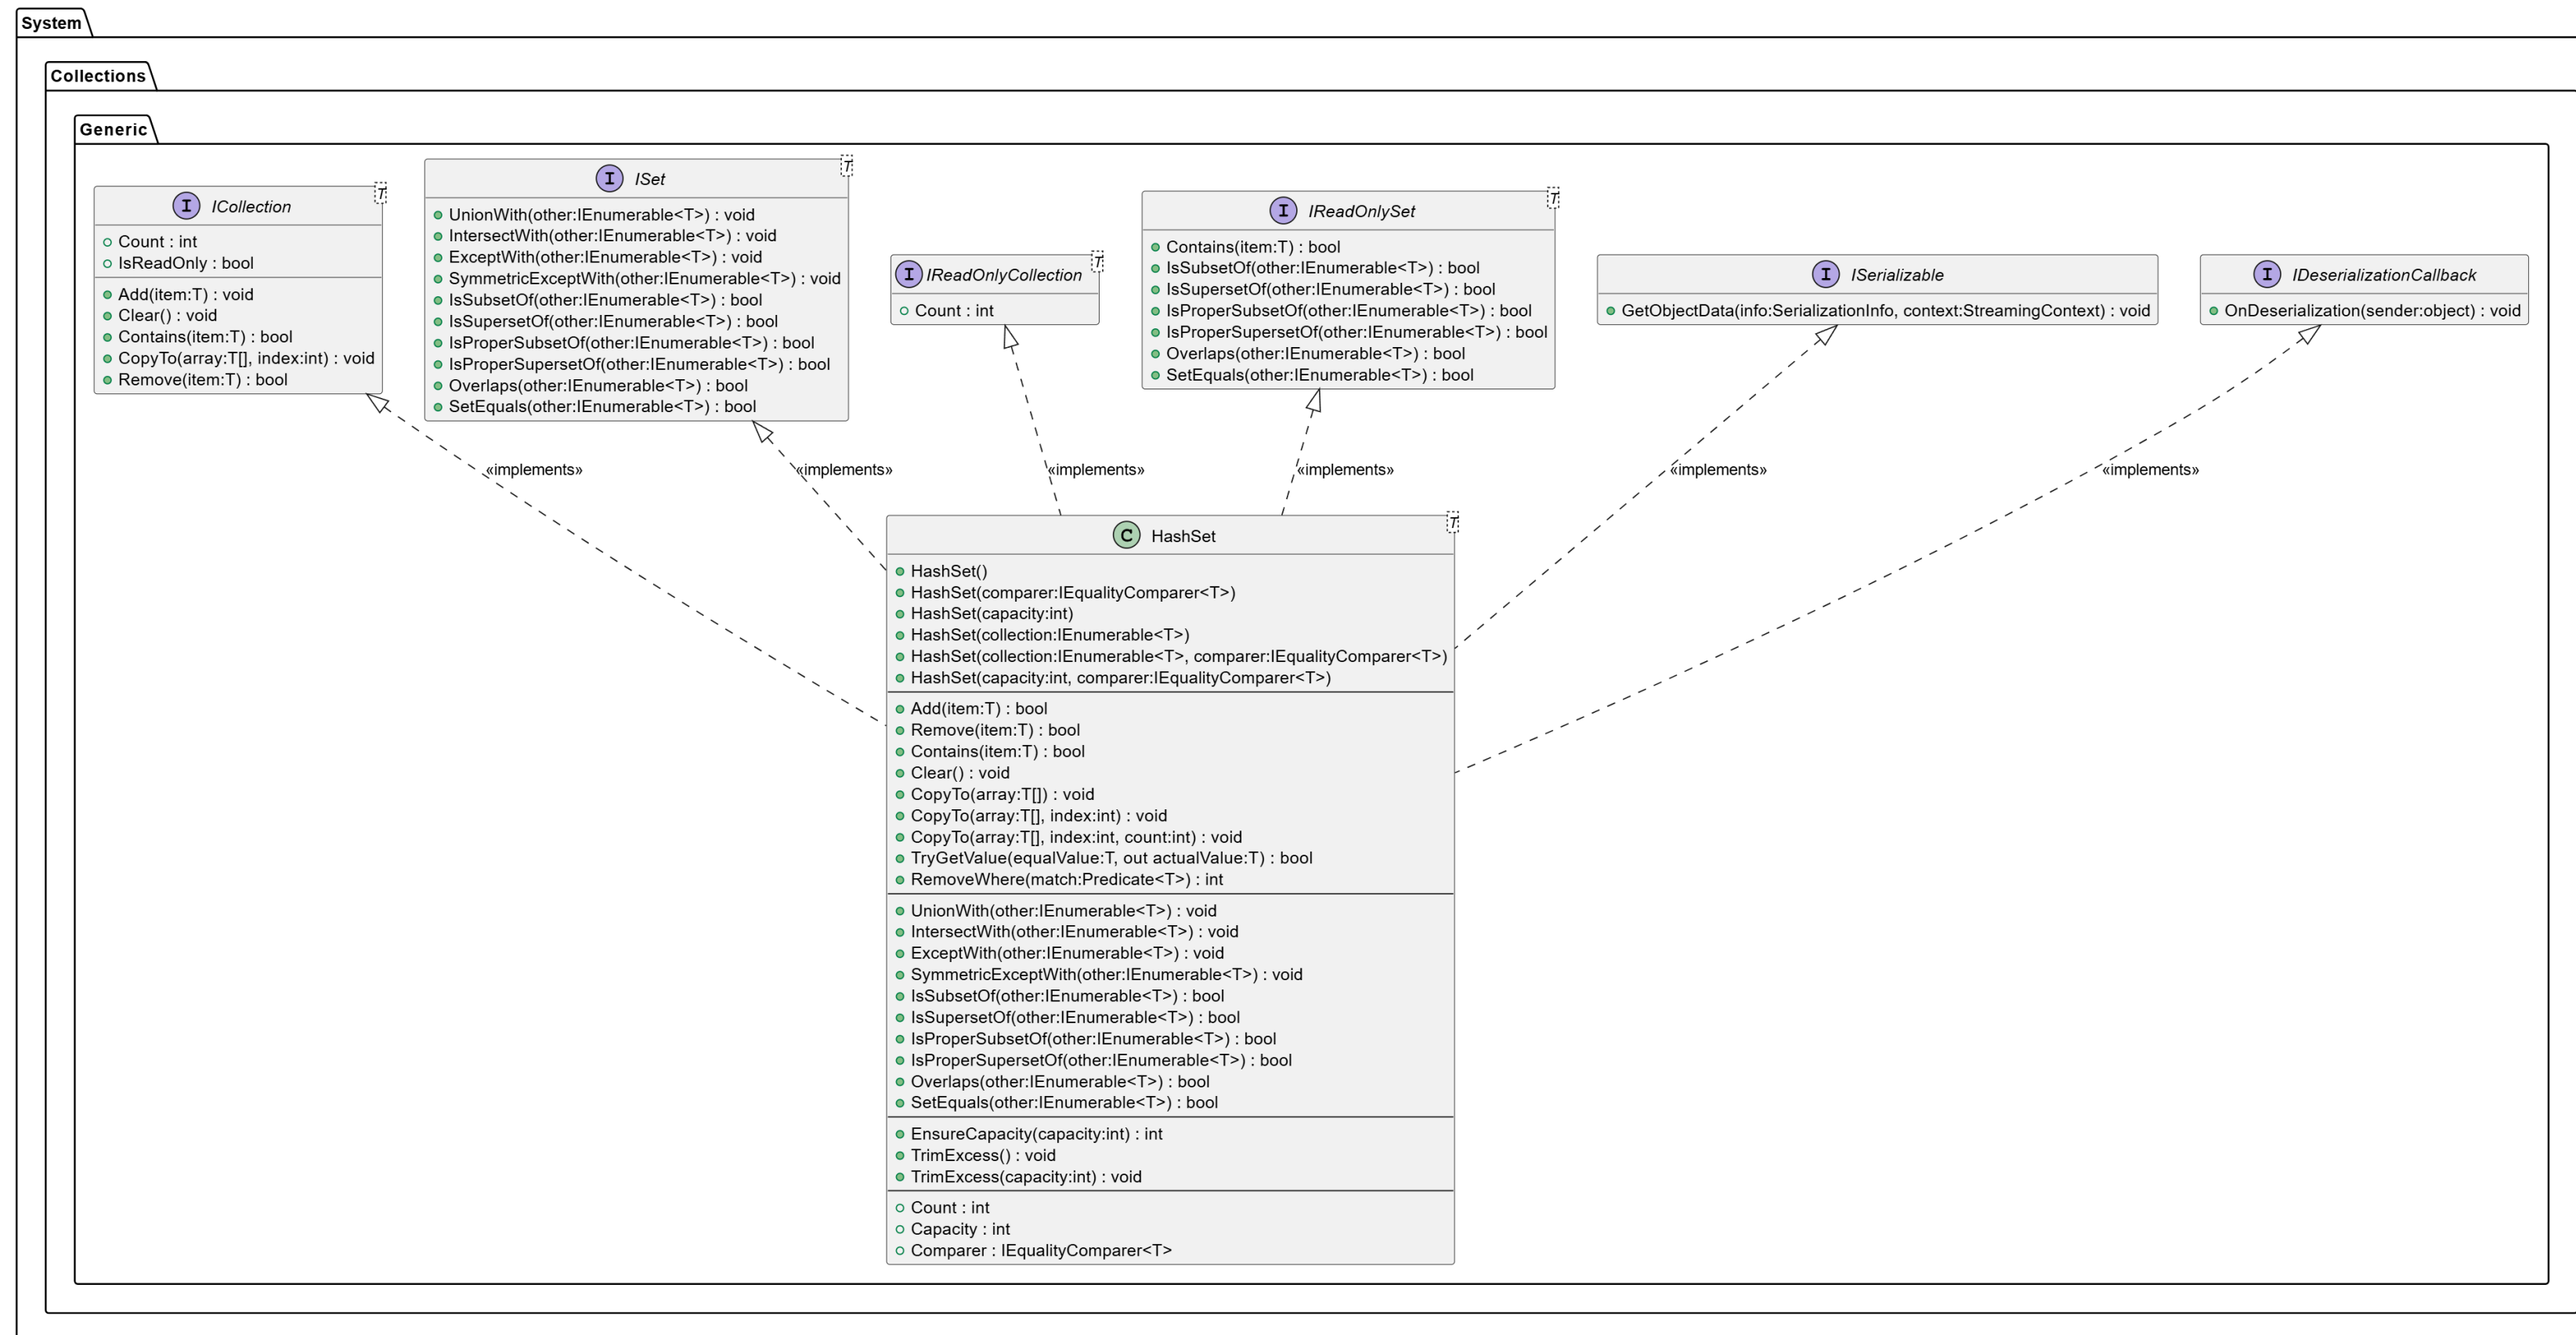 System
Collections
Generic
T
I ICollection
Count : int
IsReadOnly : bool
Add(item:T) : void
Clear() : void
Contains(item:T) : bool
CopyTo(array:T[], index:int) : void
Remove(item:T) : bool
T
I ISet
UnionWith(other:IEnumerable<T>) : void
IntersectWith(other:IEnumerable<T>) : void
ExceptWith(other:IEnumerable<T>) : void
SymmetricExceptWith(other:IEnumerable<T>) : void
IsSubsetOf(other:IEnumerable<T>) : bool
IsSupersetOf(other:IEnumerable<T>) : bool
IsProperSubsetOf(other:IEnumerable<T>) : bool
IsProperSupersetOf(other:IEnumerable<T>) : bool
Overlaps(other:IEnumerable<T>) : bool
SetEquals(other:IEnumerable<T>) : bool
T
I IReadOnlyCollection
Count : int
T
I IReadOnlySet
Contains(item:T) : bool
IsSubsetOf(other:IEnumerable<T>) : bool
IsSupersetOf(other:IEnumerable<T>) : bool
IsProperSubsetOf(other:IEnumerable<T>) : bool
IsProperSupersetOf(other:IEnumerable<T>) : bool
Overlaps(other:IEnumerable<T>) : bool
SetEquals(other:IEnumerable<T>) : bool
I ISerializable
GetObjectData(info:SerializationInfo, context:StreamingContext) : void
I IDeserializationCallback
OnDeserialization(sender:object) : void
«implements»
«implements»
«implements»
«implements»
«implements»
«implements»
T
C HashSet
HashSet()
HashSet(comparer:IEqualityComparer<T>)
HashSet(capacity:int)
HashSet(collection:IEnumerable<T>)
HashSet(collection:IEnumerable<T>, comparer:IEqualityComparer<T>)
HashSet(capacity:int, comparer:IEqualityComparer<T>)
Add(item:T) : bool
Remove(item:T) : bool
Contains(item:T) : bool
Clear() : void
CopyTo(array:T[]) : void
CopyTo(array:T[], index:int) : void
CopyTo(array:T[], index:int, count:int) : void
TryGetValue(equalValue:T, out actualValue:T) : bool
RemoveWhere(match:Predicate<T>) : int
UnionWith(other:IEnumerable<T>) : void
IntersectWith(other:IEnumerable<T>) : void
ExceptWith(other:IEnumerable<T>) : void
SymmetricExceptWith(other:IEnumerable<T>) : void
IsSubsetOf(other:IEnumerable<T>) : bool
IsSupersetOf(other:IEnumerable<T>) : bool
IsProperSubsetOf(other:IEnumerable<T>) : bool
IsProperSupersetOf(other:IEnumerable<T>) : bool
Overlaps(other:IEnumerable<T>) : bool
SetEquals(other:IEnumerable<T>) : bool
EnsureCapacity(capacity:int) : int
TrimExcess() : void
TrimExcess(capacity:int) : void
Count : int
Capacity : int
Comparer : IEqualityComparer<T>